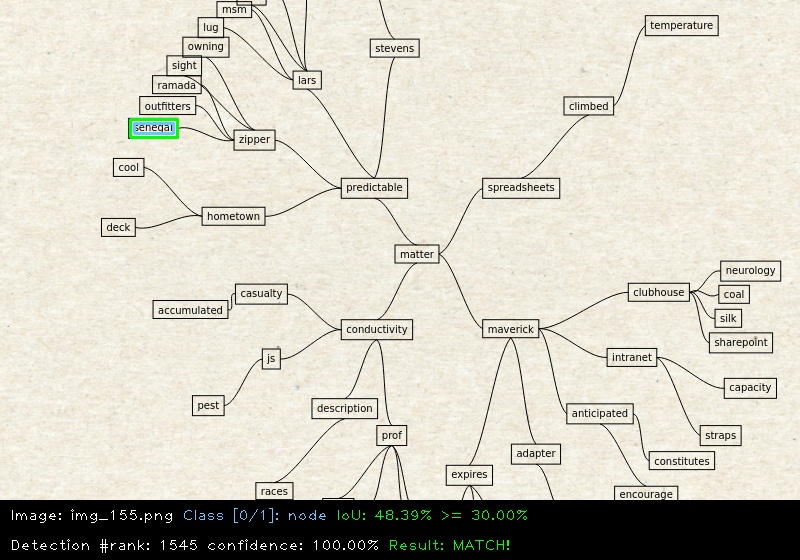 msm
lug
owning
sight
ramada
outfitters
senegal
zipper
lars
stevens
temperature
climbed
cool
deck
hometown
predictable
spreadsheets
matter
casualty
accumulated
conductivity
js
pest
description
prof
races
maverick
clubhouse
neurology
coal
silk
sharepoint
intranet
capacity
straps
anticipated
constitutes
encourage
adapter
expires
Image: img_155.png Class [0/1]: node IoU: 48.39% >= 30.00%
Detection #rank: 1545 confidence: 100.00% Result: MATCH!